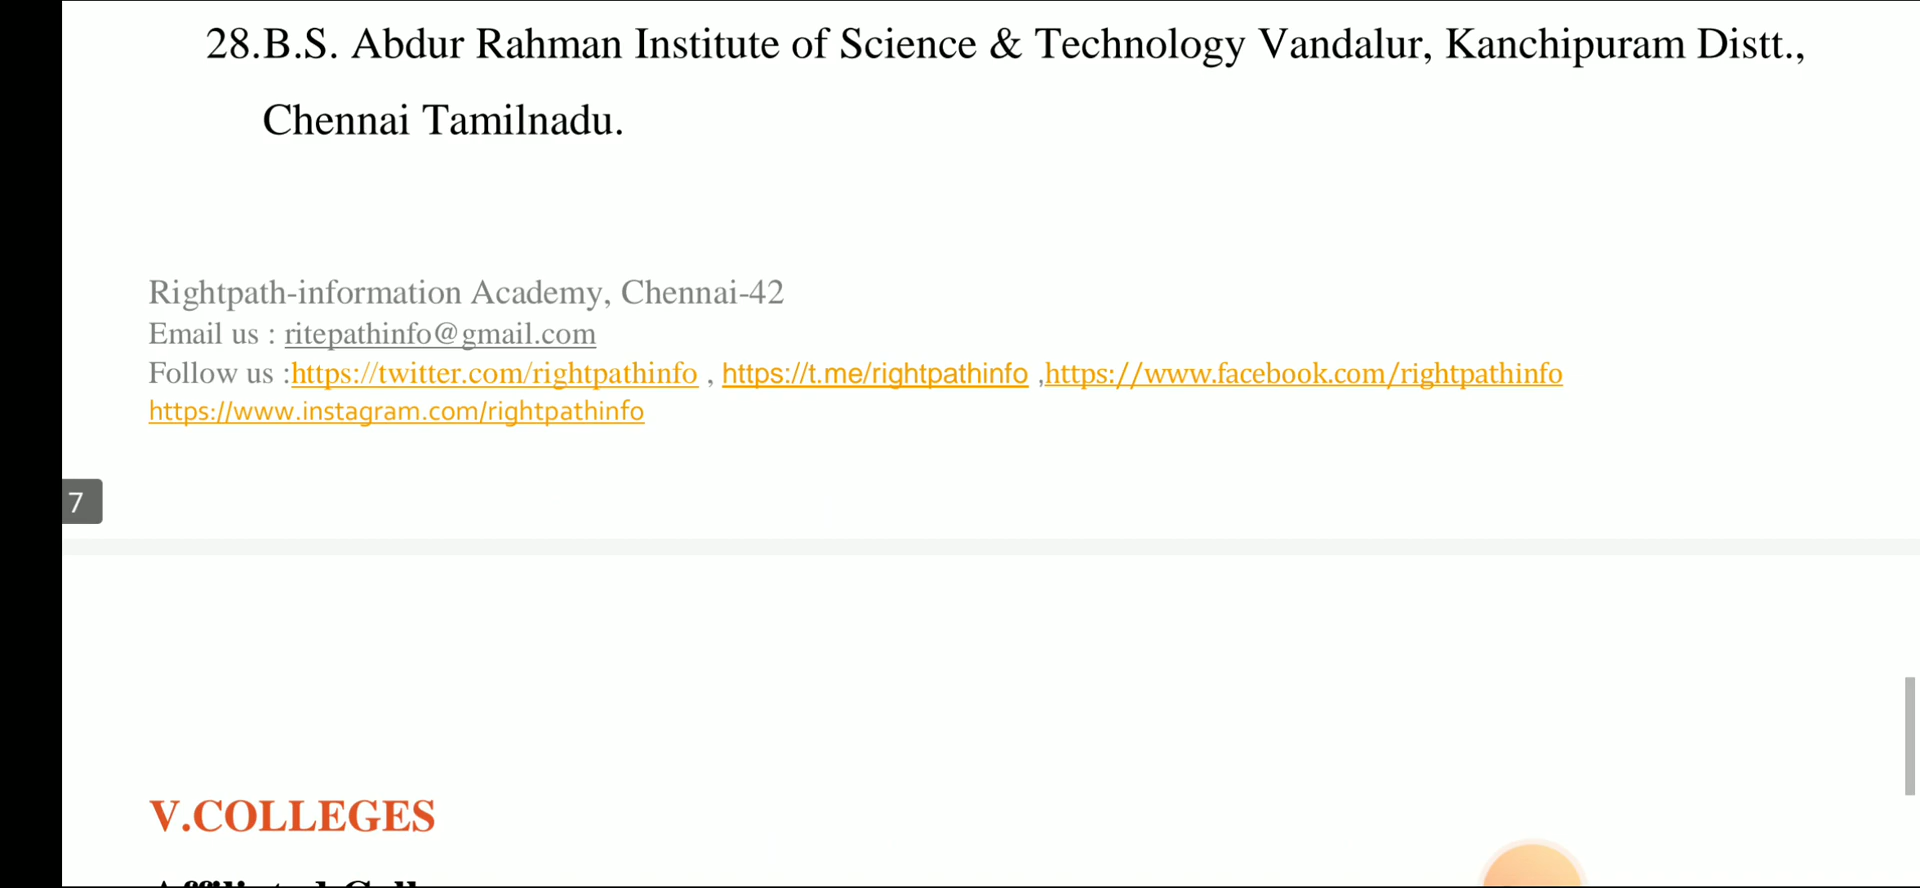 28.B.S. Abdur Rahman Institute of Science & Technology Vandalur, Kanchipuram Distt.,
Chennai Tamilnadu.
Rightpath-information Academy, Chennai-42
Email us : ritepathinfo@gmail.com
Follow us :https://twitter.com/rightpathinfo , https://t.me/rightpathinfo ,https://www.facebook.com/rightpathinfo
https://www.instagram.com/rightpathinfo
7
V.COLLEGES